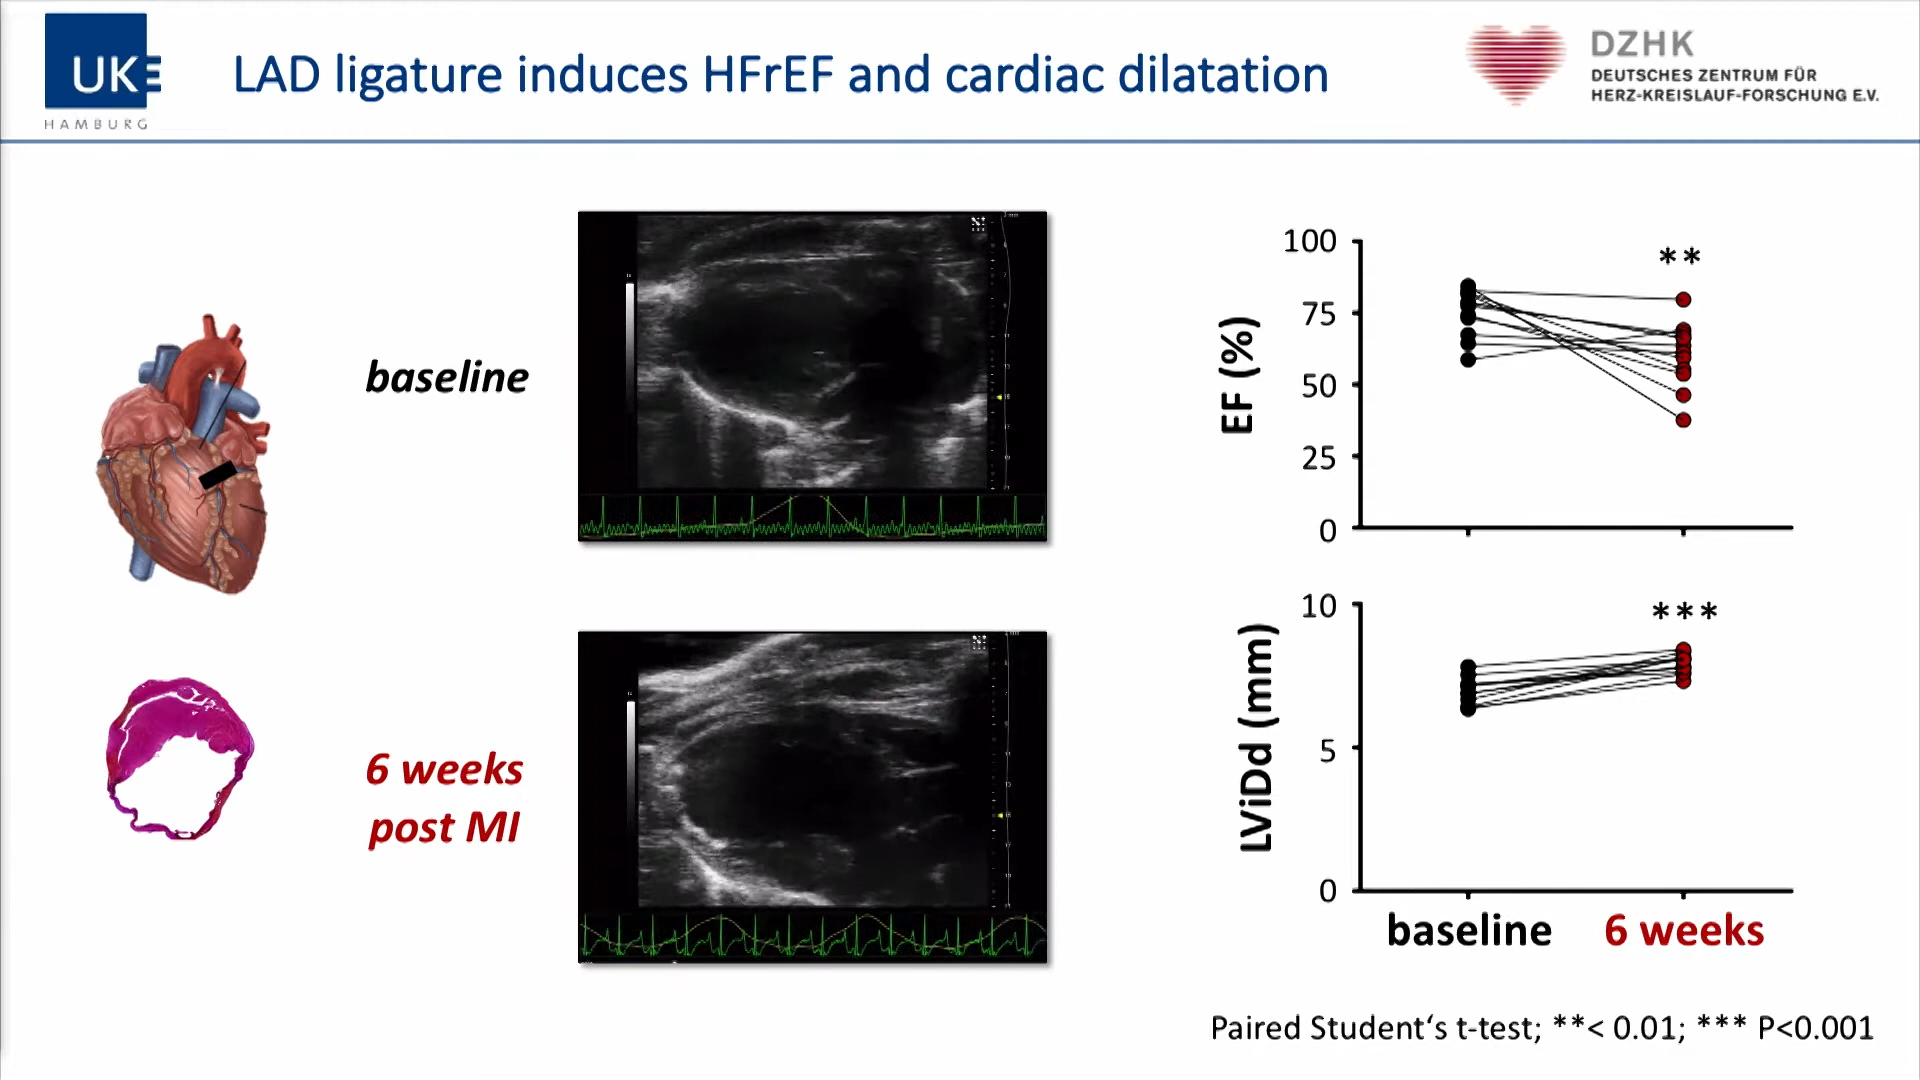 UKE
HAMBURG
LAD ligature induces HFrEF and cardiac dilatation
DZHK
DEUTSCHES ZENTRUM FÜR
HERZ-KREISLAUF-FORSCHUNG E.V.
baseline
6 weeks
post MI
EF (%)
100
75
50
25
0
**
LViDd (mm)
10
5
0
***
baseline
6 weeks
Paired Student‘s t-test; **< 0.01; *** P<0.001